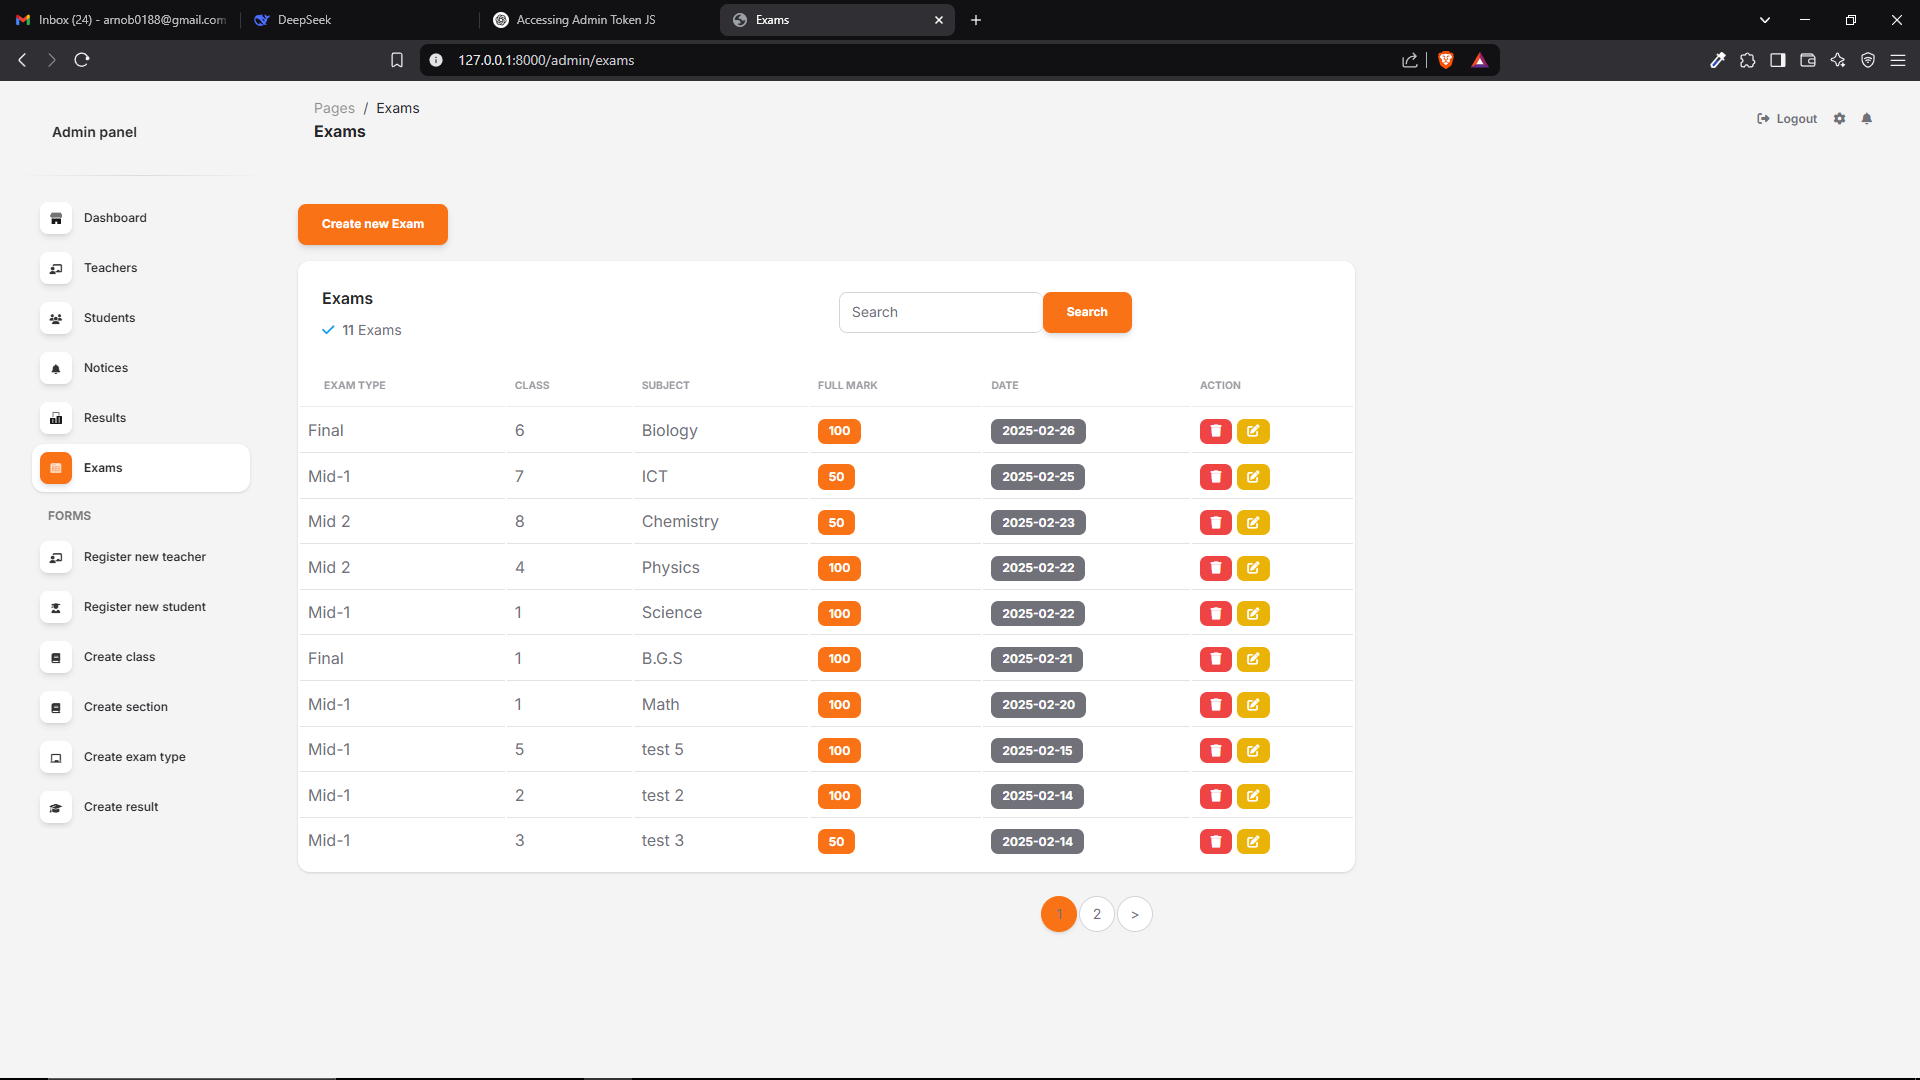 Inbox (24) - arnob0188@gmail.com
DeepSeek
Accessing Admin Token JS
Exams
127.0.0.1:8000/admin/exams
Admin panel
Pages / Exams
Exams
Logout
Dashboard
Teachers
Students
Notices
Results
Exams
FORMS
Register new teacher
Register new student
Create class
Create section
Create exam type
Create result
Create new Exam
Exams
11 Exams
Search
Search
EXAM TYPE CLASS SUBJECT FULL MARK DATE ACTION
Final 6 Biology 100 2025-02-26
Mid-1 7 ICT 50 2025-02-25
Mid 2 8 Chemistry 50 2025-02-23
Mid 2 4 Physics 100 2025-02-22
Mid-1 1 Science 100 2025-02-22
Final 1 B.G.S 100 2025-02-21
Mid-1 1 Math 100 2025-02-20
Mid-1 5 test 5 100 2025-02-15
Mid-1 2 test 2 100 2025-02-14
Mid-1 3 test 3 50 2025-02-14
1 2 >